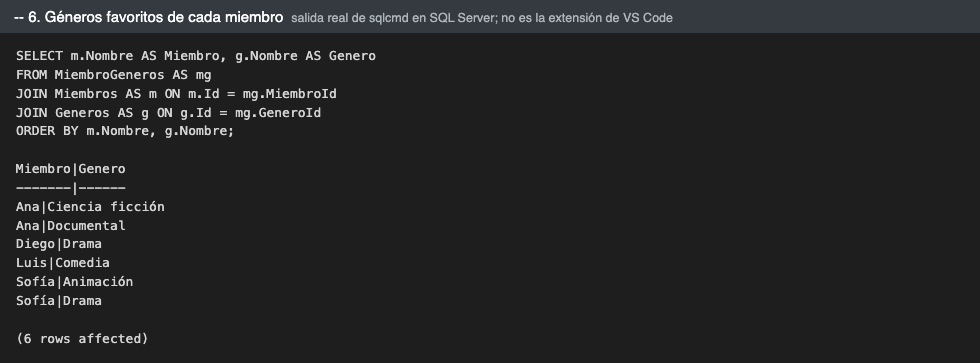 -- 6. Géneros favoritos de cada miembro salida real de sqlcmd en SQL Server; no es la extensión de VS Code
SELECT m.Nombre AS Miembro, g.Nombre AS Genero
FROM MiembroGeneros AS mg
JOIN Miembros AS m ON m.Id = mg.MiembroId
JOIN Generos AS g ON g.Id = mg.GeneroId
ORDER BY m.Nombre, g.Nombre;
Miembro|Genero
-------|------
Ana|Ciencia ficción
Ana|Documental
Diego|Drama
Luis|Comedia
Sofía|Animación
Sofía|Drama
(6 rows affected)